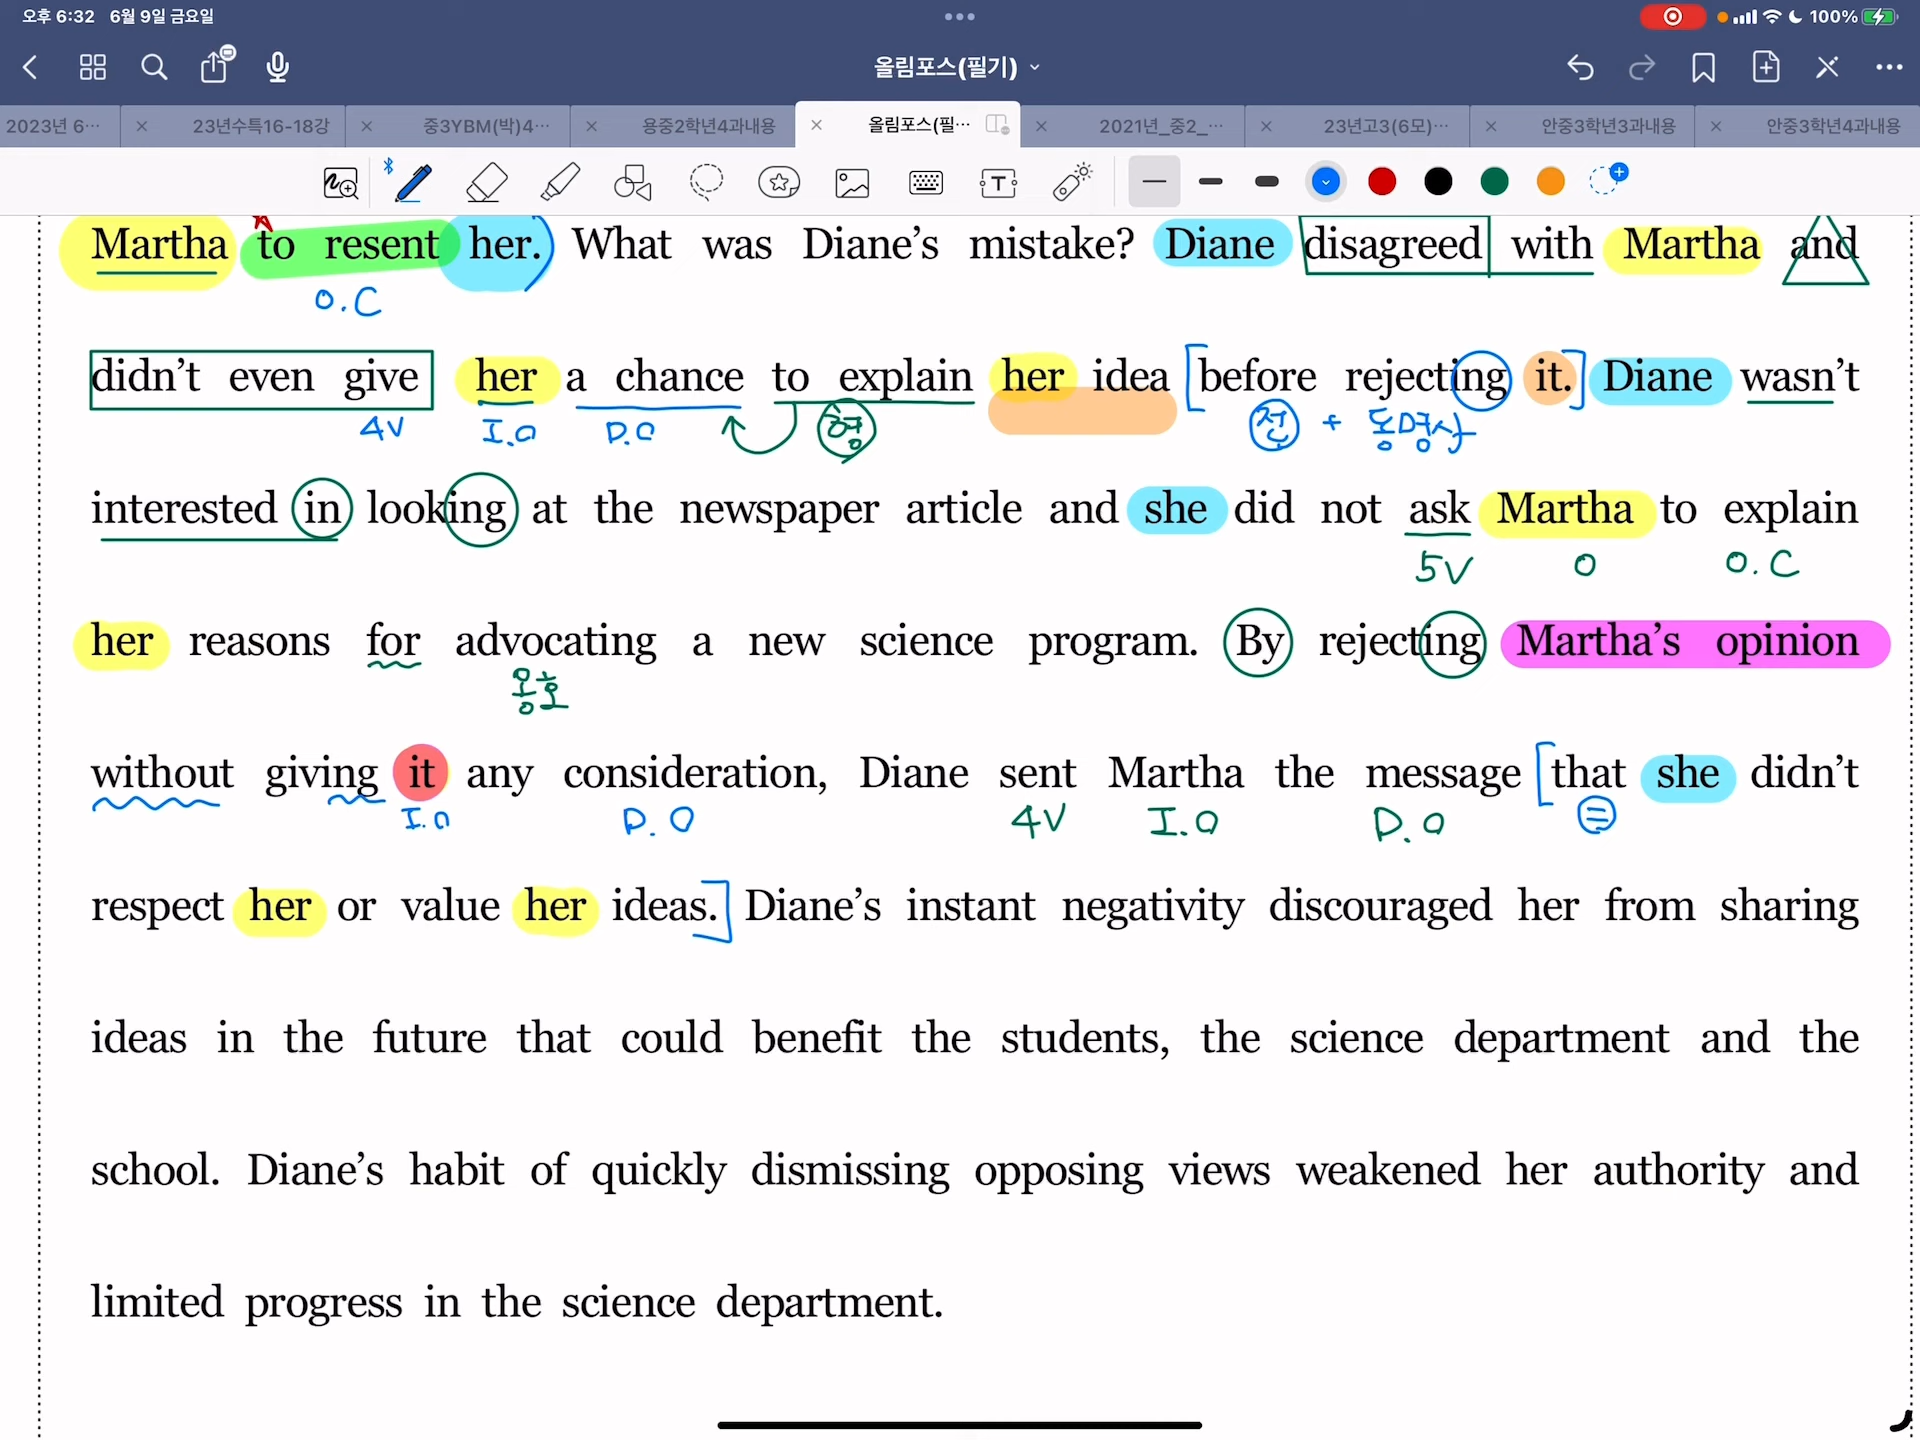 오후 6:32 6월 9일 금요일
100%
올림포스(필기)
2023년 6…
23년수특16-18강
중3YBM(박)4…
용중2학년4과내용
올림포스(필…
2021년_중2_…
23년고3(6모)…
안중3학년3과내용
안중3학년4과내용
Martha to resent her.) What was Diane’s mistake? Diane disagreed with Martha and
O.C
didn’t even give her a chance to explain her idea [before rejecting it.] Diane wasn’t
4V I.O D.O 형 전 + 동명사
interested in looking at the newspaper article and she did not ask Martha to explain
5V O O.C
her reasons for advocating a new science program. By rejecting Martha’s opinion
옹호
without giving it any consideration, Diane sent Martha the message [that she didn’t
I.O D.O 4V I.O D.O =
respect her or value her ideas.] Diane’s instant negativity discouraged her from sharing
ideas in the future that could benefit the students, the science department and the
school. Diane’s habit of quickly dismissing opposing views weakened her authority and
limited progress in the science department.